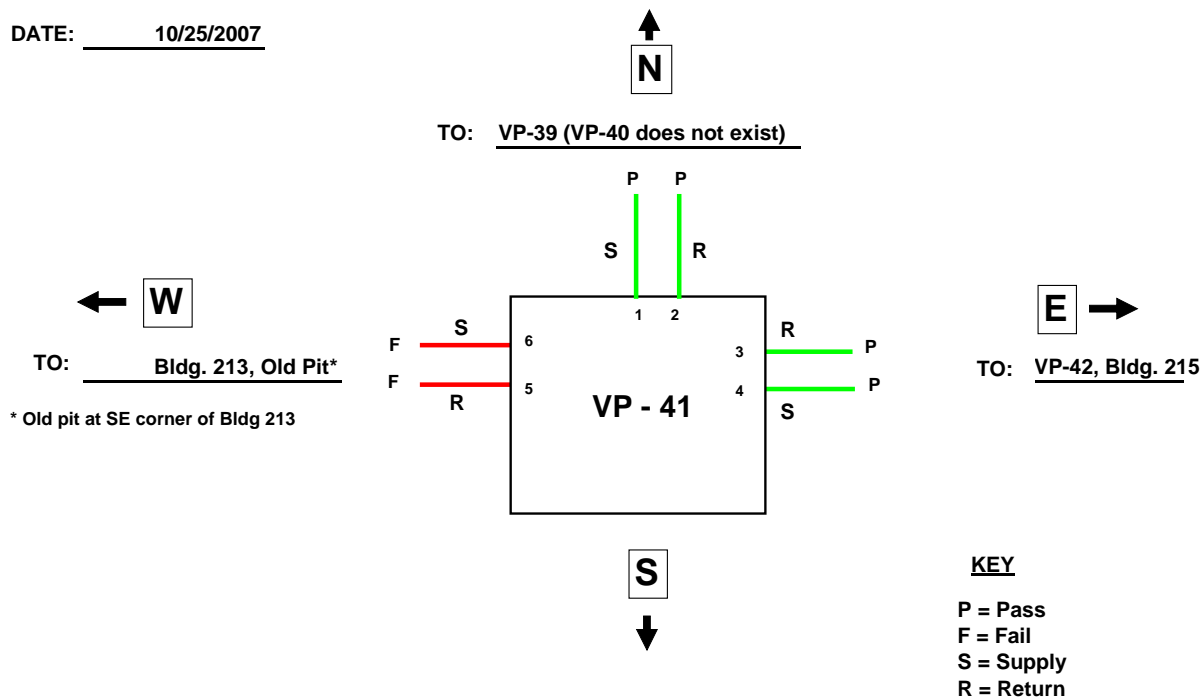 DATE: 10/25/2007
N
TO: VP-39 (VP-40 does not exist)
P P
S R
W
E
1 2
TO: Bldg. 213, Old Pit*
F S 6
R
3 P
TO: VP-42, Bldg. 215
F 5
R
4 P
S
VP - 41
* Old pit at SE corner of Bldg 213
S
KEY
P = Pass
F = Fail
S = Supply
R = Return